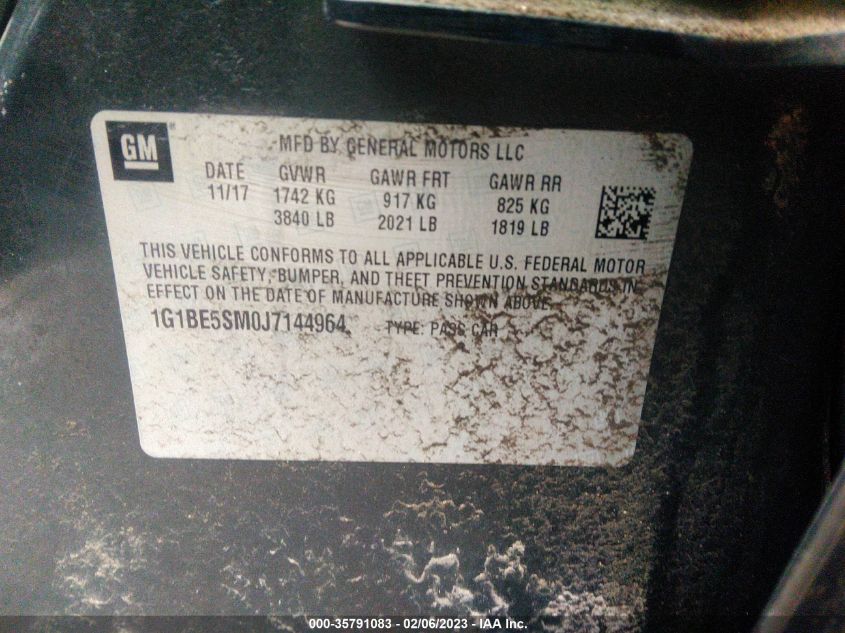 GM
MFD BY GENERAL MOTORS LLC
DATE GVWR GAWR FRT GAWR RR
11/17 1742 KG 917 KG 825 KG
3840 LB 2021 LB 1819 LB
THIS VEHICLE CONFORMS TO ALL APPLICABLE U.S. FEDERAL MOTOR
VEHICLE SAFETY, BUMPER, AND THEFT PREVENTION STANDARDS IN
EFFECT ON THE DATE OF MANUFACTURE SHOWN ABOVE.
1G1BE5SM0J7144964 TYPE: PASS CAR
000-35791083 - 02/06/2023 - IAA Inc.